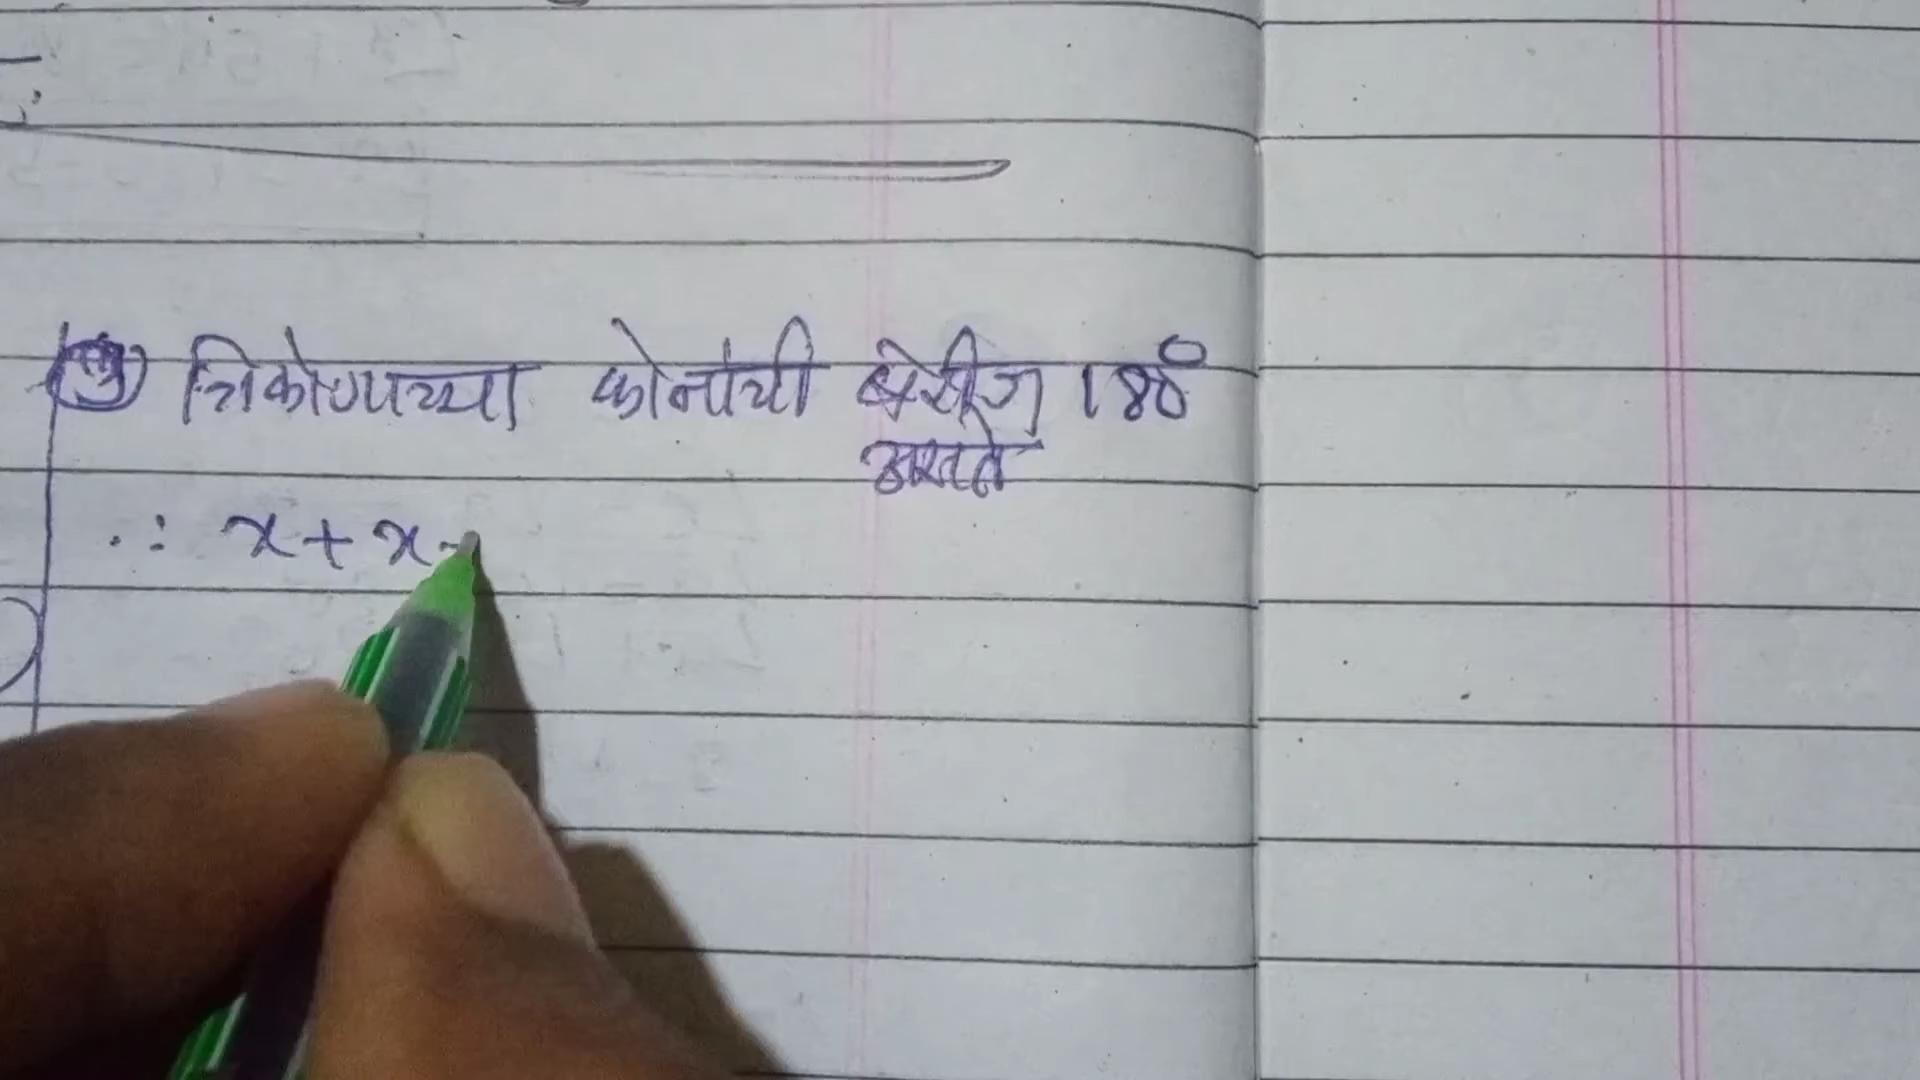 त्रिकोणाच्या कोनांची बेरीज 180°
असते
∴ x + x